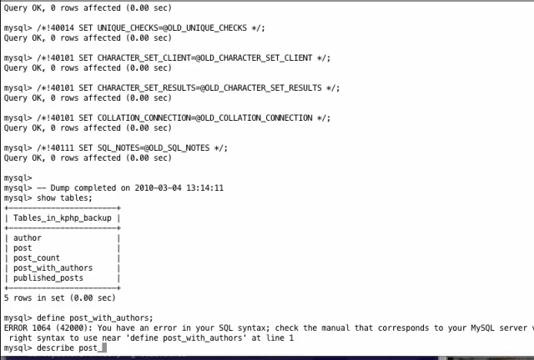 Query OK, 0 rows affected (0.00 sec)
mysql> /*!40014 SET UNIQUE_CHECKS=@OLD_UNIQUE_CHECKS */;
Query OK, 0 rows affected (0.00 sec)
mysql> /*!40101 SET CHARACTER_SET_CLIENT=@OLD_CHARACTER_SET_CLIENT */;
Query OK, 0 rows affected (0.00 sec)
mysql> /*!40101 SET CHARACTER_SET_RESULTS=@OLD_CHARACTER_SET_RESULTS */;
Query OK, 0 rows affected (0.00 sec)
mysql> /*!40101 SET COLLATION_CONNECTION=@OLD_COLLATION_CONNECTION */;
Query OK, 0 rows affected (0.00 sec)
mysql> /*!40111 SET SQL_NOTES=@OLD_SQL_NOTES */;
Query OK, 0 rows affected (0.00 sec)
mysql>
mysql> -- Dump completed on 2010-03-04 13:14:11
mysql> show tables;
+-----------------------+
| Tables_in_kphp_backup |
+-----------------------+
| author                |
| post                  |
| post_count            |
| post_with_authors     |
| published_posts       |
+-----------------------+
5 rows in set (0.00 sec)
mysql> define post_with_authors;
ERROR 1064 (42000): You have an error in your SQL syntax; check the manual that corresponds to your MySQL server v
right syntax to use near 'define post_with_authors' at line 1
mysql> describe post_